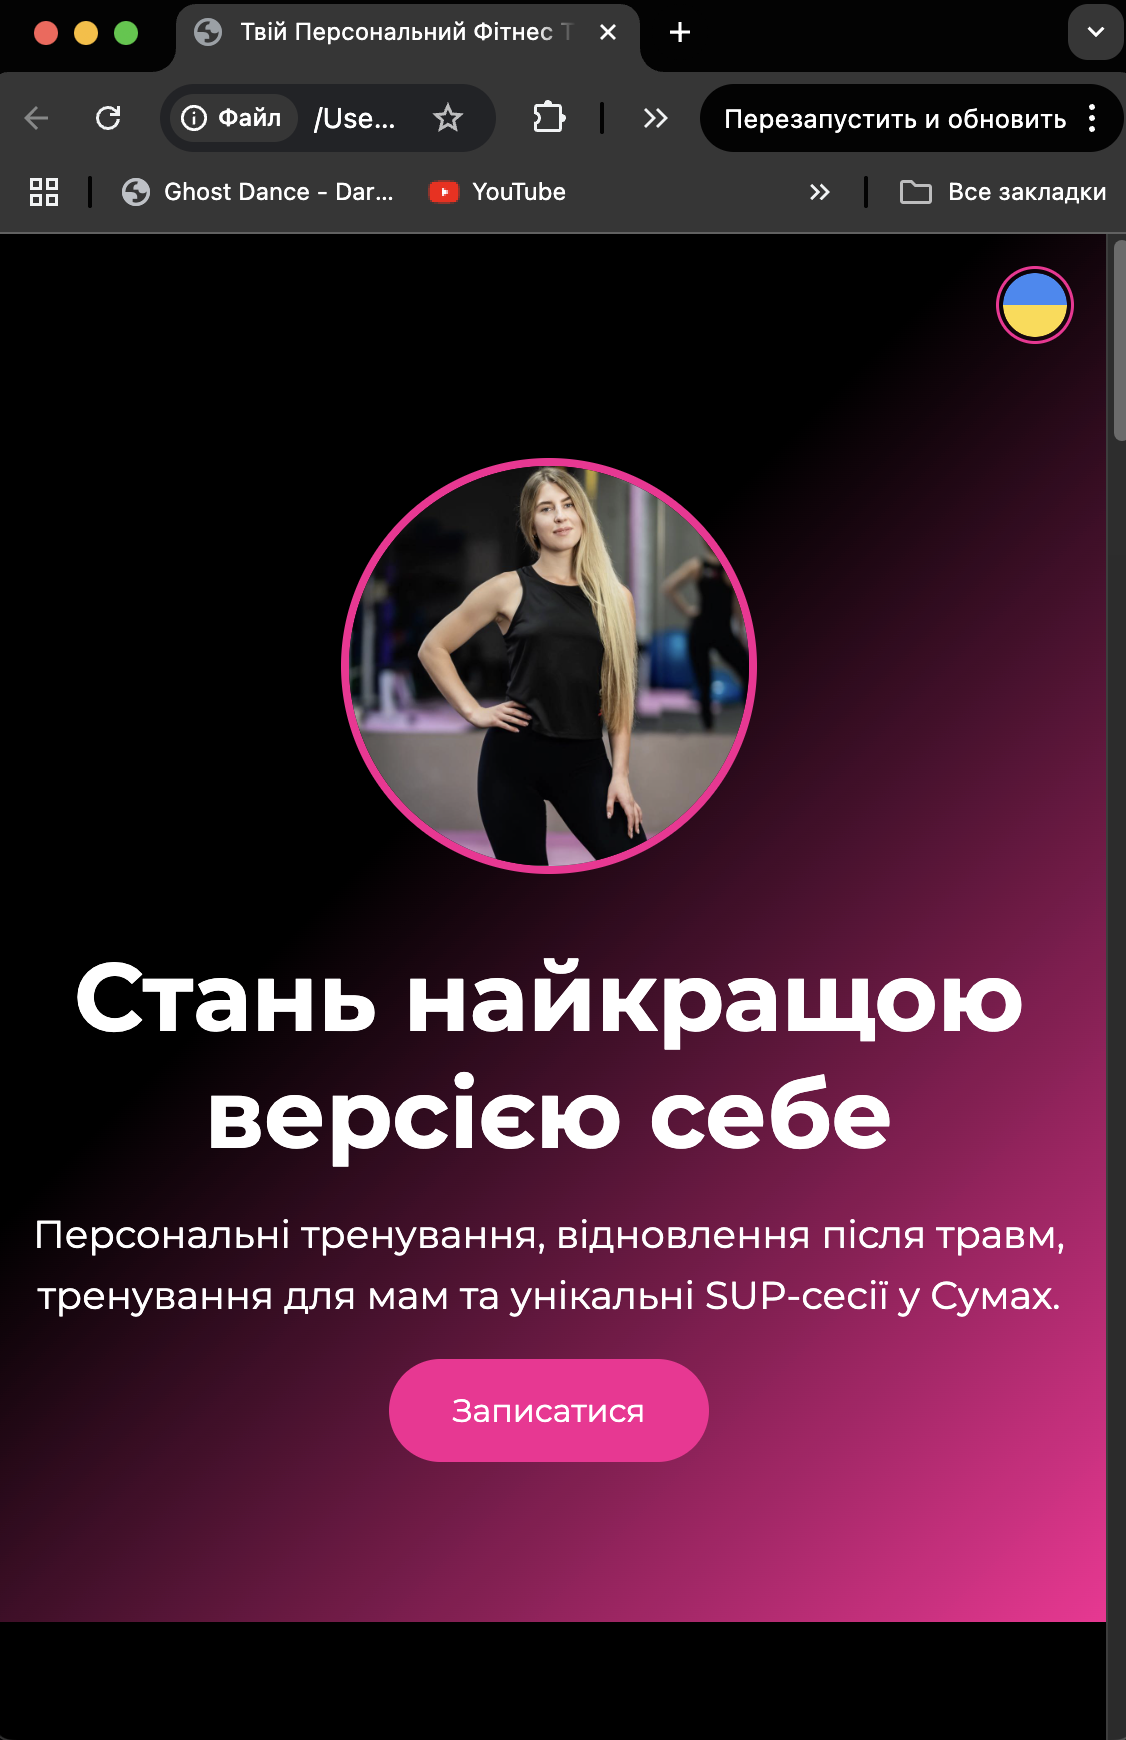 Твій Персональний Фітнес Т
Файл /Use... Перезапустить и обновить
Ghost Dance - Dar... YouTube Все закладки
Стань найкращою
версією себе
Персональні тренування, відновлення після травм,
тренування для мам та унікальні SUP-сесії у Сумах.
Записатися